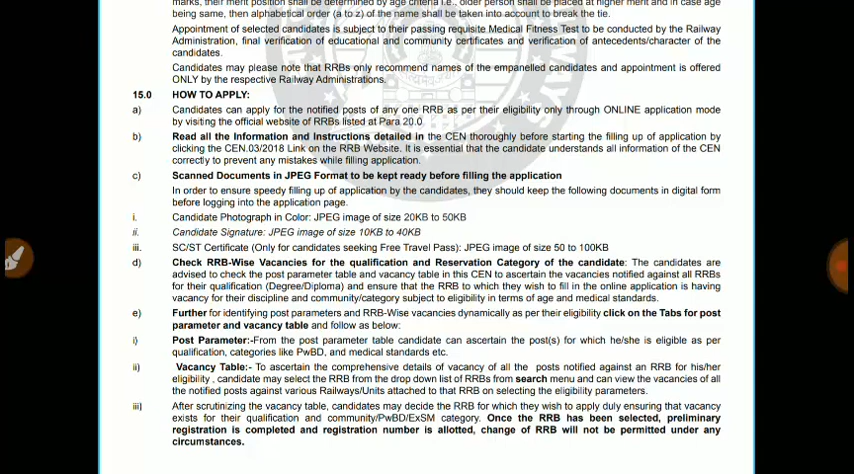 marks, their merit position shall be determined by age criteria i.e., older person shall be placed at higher merit and in case age
being same, then alphabetical order (a to z) of the name shall be taken into account to break the tie.
Appointment of selected candidates is subject to their passing requisite Medical Fitness Test to be conducted by the Railway
Administration, final verification of educational and community certificates and verification of antecedents/character of the
candidates.
Candidates may please note that RRBs only recommend names of the empanelled candidates and appointment is offered
ONLY by the respective Railway Administrations.
15.0 HOW TO APPLY:
a) Candidates can apply for the notified posts of any one RRB as per their eligibility only through ONLINE application mode
by visiting the official website of RRBs listed at Para 20.0
b) Read all the Information and Instructions detailed in the CEN thoroughly before starting the filling up of application by
clicking the CEN.03/2018 Link on the RRB Website. It is essential that the candidate understands all information of the CEN
correctly to prevent any mistakes while filling application.
c) Scanned Documents in JPEG Format to be kept ready before filling the application
In order to ensure speedy filling up of application by the candidates, they should keep the following documents in digital form
before logging into the application page.
i. Candidate Photograph in Color: JPEG image of size 20KB to 50KB
ii. Candidate Signature: JPEG image of size 10KB to 40KB
iii. SC/ST Certificate (Only for candidates seeking Free Travel Pass): JPEG image of size 50 to 100KB
d) Check RRB-Wise Vacancies for the qualification and Reservation Category of the candidate: The candidates are
advised to check the post parameter table and vacancy table in this CEN to ascertain the vacancies notified against all RRBs
for their qualification (Degree/Diploma) and ensure that the RRB to which they wish to fill in the online application is having
vacancy for their discipline and community/category subject to eligibility in terms of age and medical standards.
e) Further for identifying post parameters and RRB-Wise vacancies dynamically as per their eligibility click on the Tabs for post
parameter and vacancy table and follow as below:
i) Post Parameter:-From the post parameter table candidate can ascertain the post(s) for which he/she is eligible as per
qualification, categories like PwBD, and medical standards etc.
ii) Vacancy Table:- To ascertain the comprehensive details of vacancy of all the posts notified against an RRB for his/her
eligibility , candidate may select the RRB from the drop down list of RRBs from search menu and can view the vacancies of all
the notified posts against various Railways/Units attached to that RRB on selecting the eligibility parameters.
iii) After scrutinizing the vacancy table, candidates may decide the RRB for which they wish to apply duly ensuring that vacancy
exists for their qualification and community/PwBD/ExSM category. Once the RRB has been selected, preliminary
registration is completed and registration number is allotted, change of RRB will not be permitted under any
circumstances.